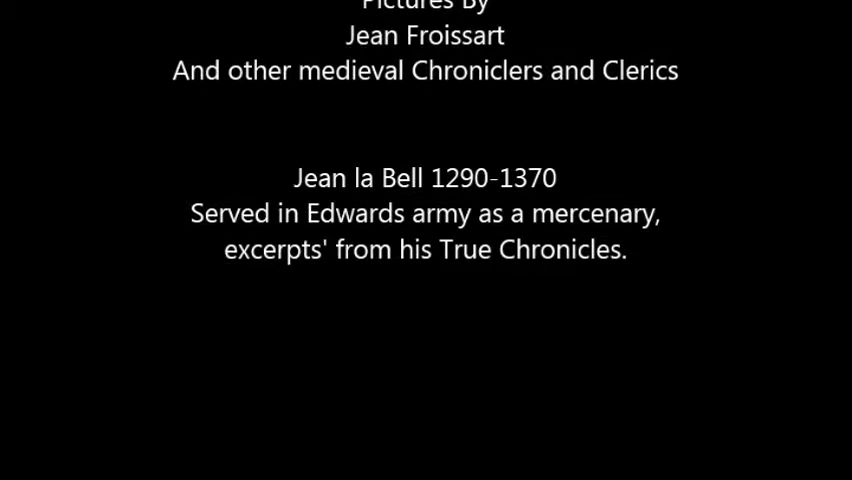 Pictures By
Jean Froissart
And other medieval Chroniclers and Clerics
Jean la Bell 1290-1370
Served in Edwards army as a mercenary,
excerpts' from his True Chronicles.